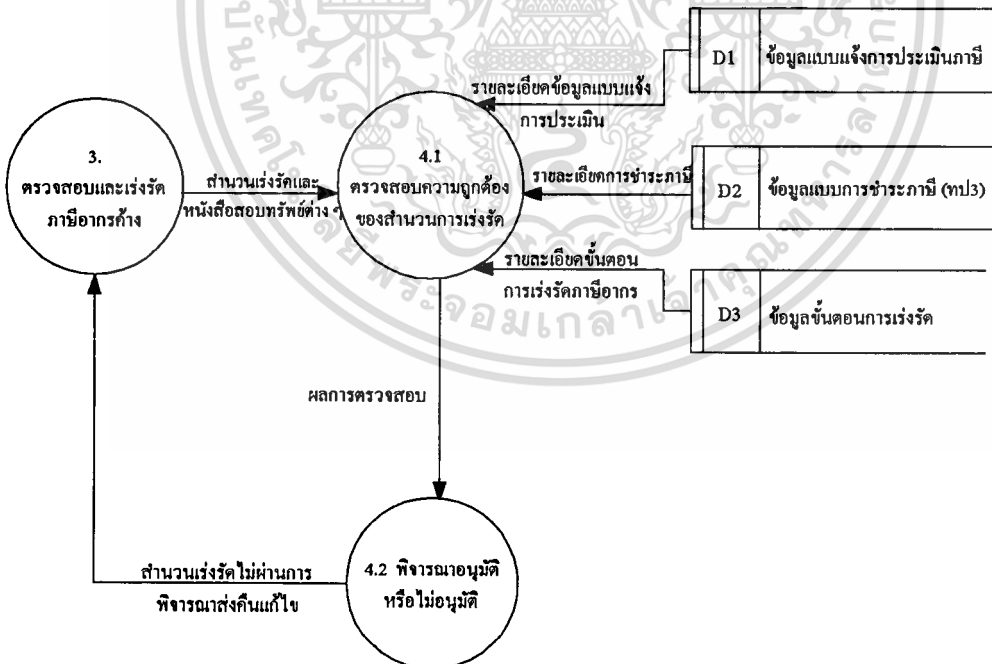 D1 ข้อมูลแบบแจ้งการประเมินภาษี
รายละเอียดข้อมูลแบบแจ้ง
การประเมิน
3.
ตรวจสอบและเร่งรัด
ภาษีอากรค้าง
สำนวนเร่งรัดและ
หนังสือสอบทรัพย์ต่าง ๆ
4.1
ตรวจสอบความถูกต้อง
ของสำนวนการเร่งรัด
รายละเอียดการชำระภาษี
D2 ข้อมูลแบบการชำระภาษี (ทป3)
รายละเอียดขั้นตอน
การเร่งรัดภาษีอากร
D3 ข้อมูลขั้นตอนการเร่งรัด
ผลการตรวจสอบ
สำนวนเร่งรัดไม่ผ่านการ
พิจารณาส่งคืนแก้ไข
4.2 พิจารณาอนุมัติ
หรือไม่อนุมัติ